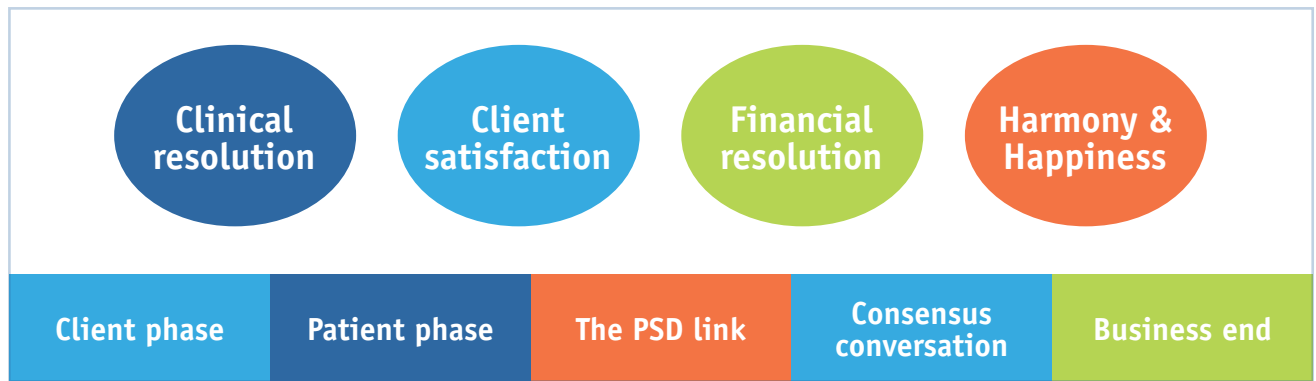 Clinical
resolution
Client
satisfaction
Financial
resolution
Harmony &
Happiness
Client phase
Patient phase
The PSD link
Consensus
conversation
Business end